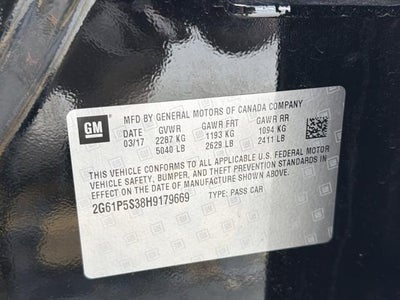 MFD BY GENERAL MOTORS OF CANADA COMPANY
GM
DATE GVWR GAWR FRT GAWR RR
03/17 2287 KG 1193 KG 1094 KG
5040 LB 2629 LB 2411 LB
THIS VEHICLE CONFORMS TO ALL APPLICABLE U.S. FEDERAL MOTOR
VEHICLE SAFETY, BUMPER, AND THEFT PREVENTION STANDARDS IN
EFFECT ON THE DATE OF MANUFACTURE SHOWN ABOVE.
2G61P5S38H9179669 TYPE: PASS CAR